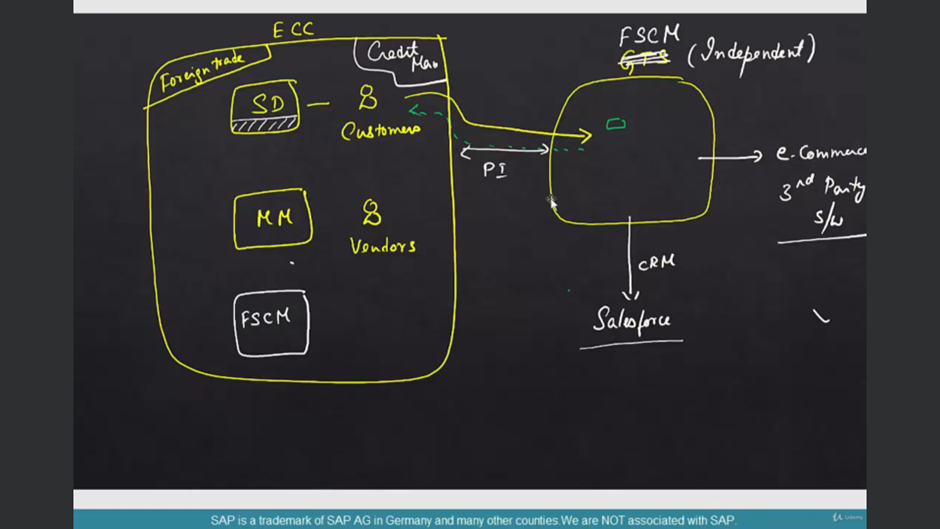 ECC
Foreign trade
Credit
Man
SD
Customers
MM
Vendors
FSCM
PI
FSCM
GTS
(Independent)
e-Commerce
3rd Party
S/W
CRM
Salesforce
SAP is a trademark of SAP AG in Germany and many other counties.We are NOT associated with SAP.
Udemy